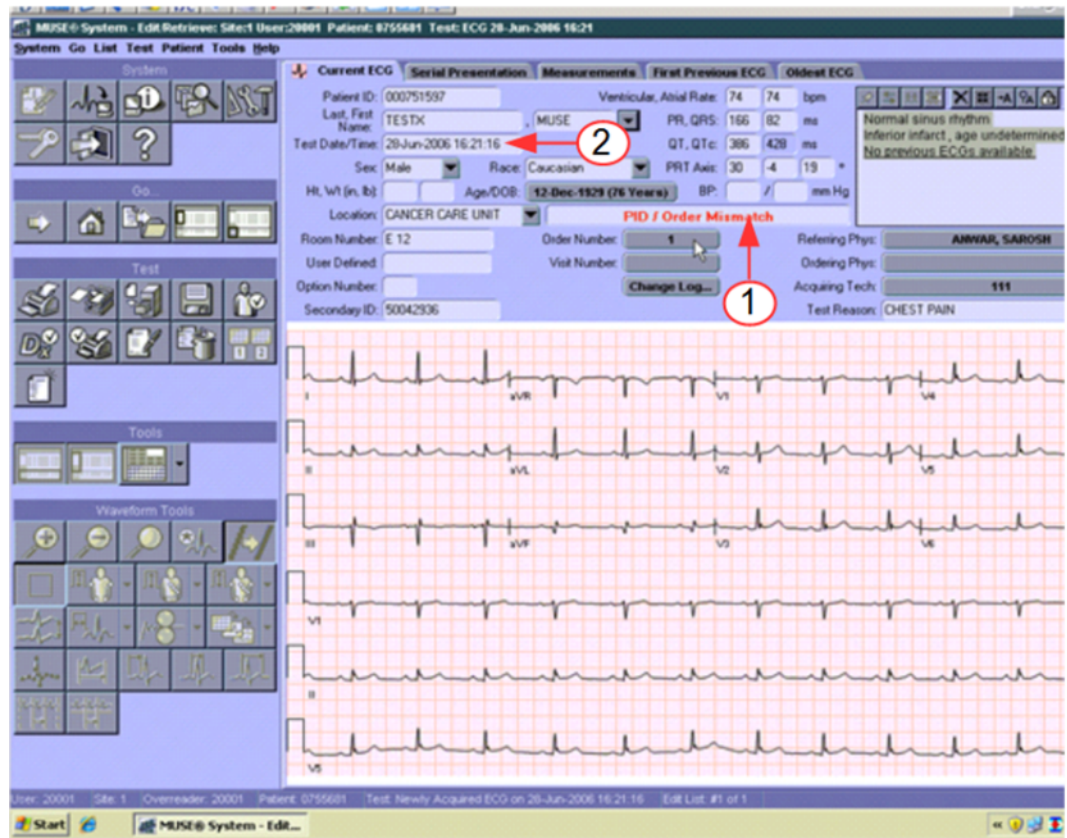 MUSE® System - Edit/Retrieve: Site:1 User:20001 Patient: 0755681 Test: ECG 28-Jun-2006 16:21
System Go List Test Patient Tools Help
System
Current ECG Serial Presentation Measurements First Previous ECG Oldest ECG
Patient ID: 000751597 Ventricular, Atrial Rate: 74 74 bpm
Normal sinus rhythm
Last, First Name: TESTX , MUSE PR, QRS: 166 82 ms
Inferior infarct , age undetermined
Test Date/Time: 28-Jun-2006 16:21:16 2 QT, QTc: 386 428 ms
No previous ECGs available
Sex: Male Race: Caucasian PRT Axis: 30 -4 19 °
Ht, Wt (in, lb): Age/DOB: 12-Dec-1929 (76 Years) BP: / mm Hg
Go...
Location: CANCER CARE UNIT PID / Order Mismatch
Room Number: E 12 Order Number: 1 Referring Phys: ANWAR, SAROSH
User Defined: Visit Number: Ordering Phys:
Test
Option Number: Change Log... 1 Acquiring Tech: 111
Secondary ID: 50042936 Test Reason: CHEST PAIN
Dx
1 2
I aVR V1 V4
Tools
II aVL V2 V5
Waveform Tools
III aVF V3 V6
V1
II
V5
User: 20001 Site: 1 Overreader: 20001 Patient: 0755681 Test: Newly Acquired ECG on 28-Jun-2006 16:21:16 Edit List: #1 of 1
Start MUSE® System - Edit...